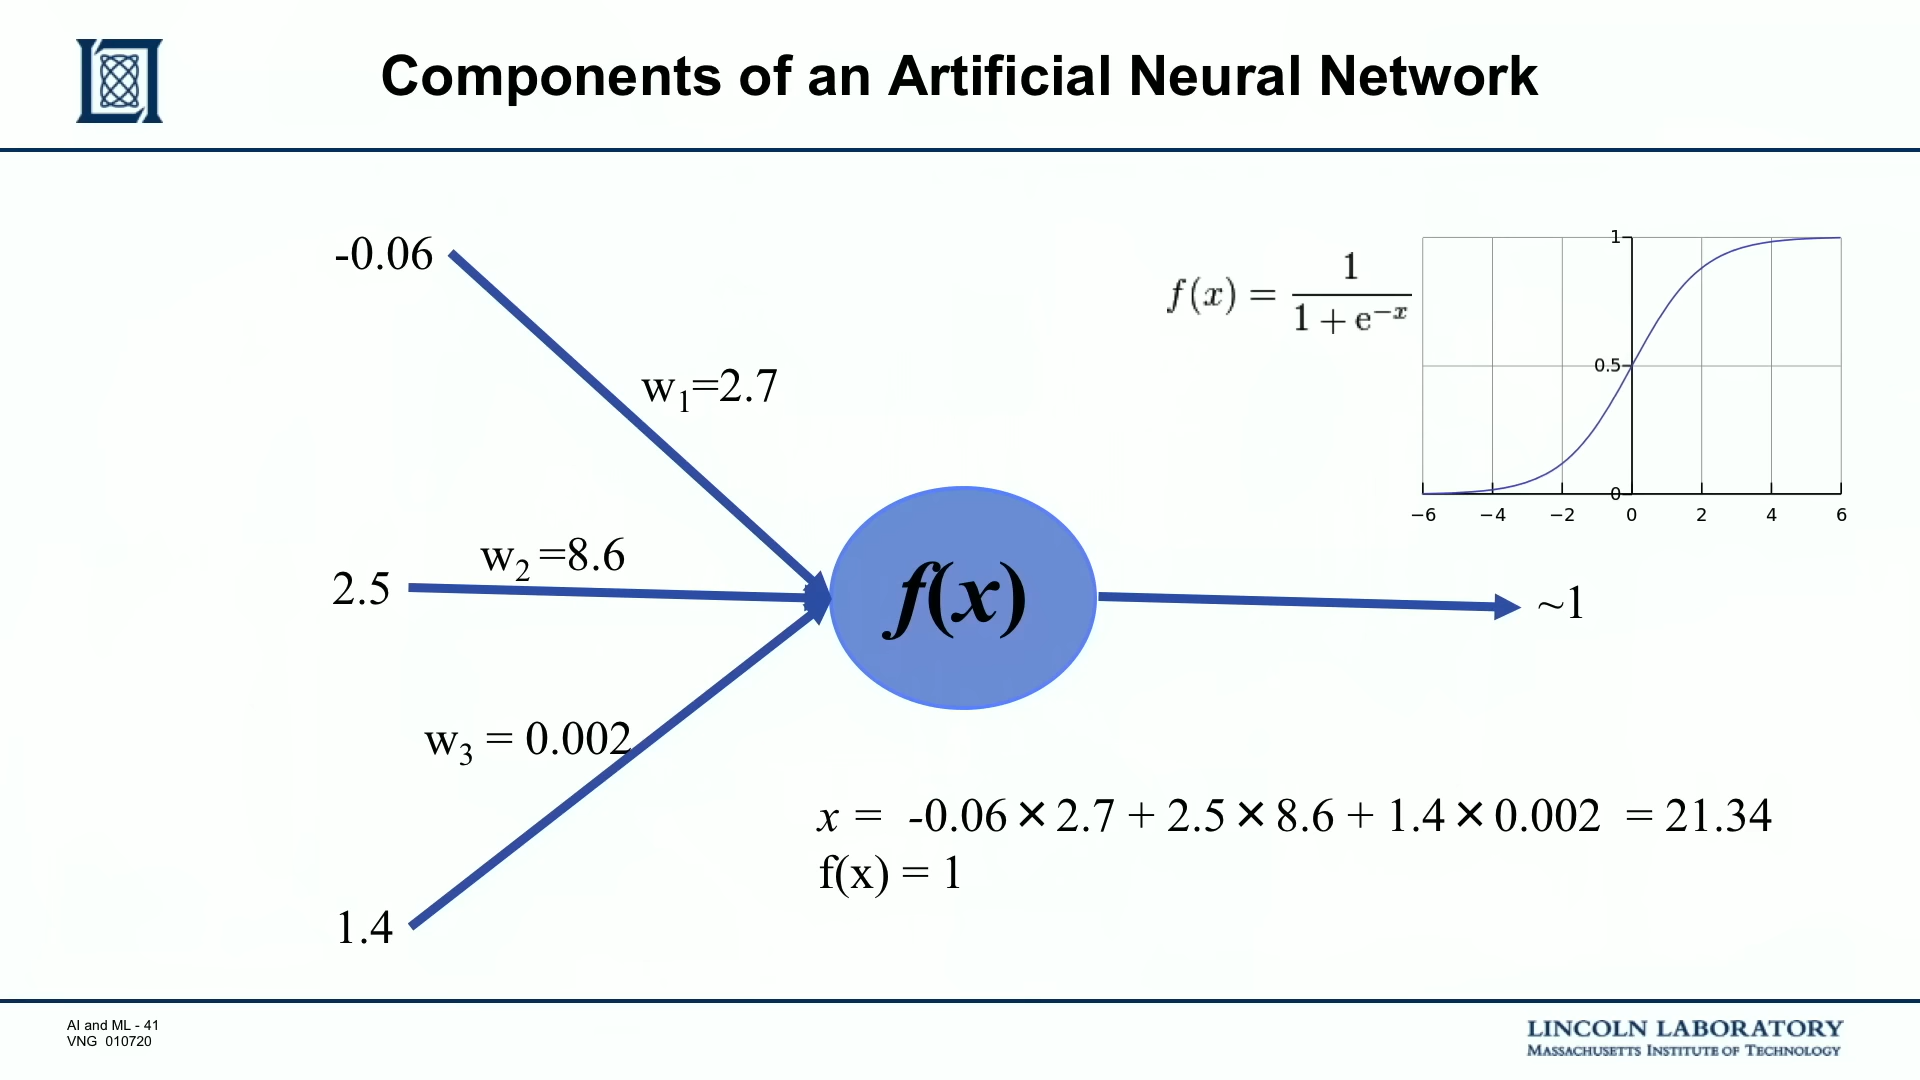 Components of an Artificial Neural Network
-0.06
w₁=2.7
f(x) = 1 / (1 + e⁻ˣ)
1
0.5
0
−6 −4 −2 0 2 4 6
w₂ =8.6
2.5
f(x)
~1
w₃ = 0.002
x = -0.06 × 2.7 + 2.5 × 8.6 + 1.4 × 0.002 = 21.34
f(x) = 1
1.4
AI and ML - 41
VNG 010720
LINCOLN LABORATORY
MASSACHUSETTS INSTITUTE OF TECHNOLOGY